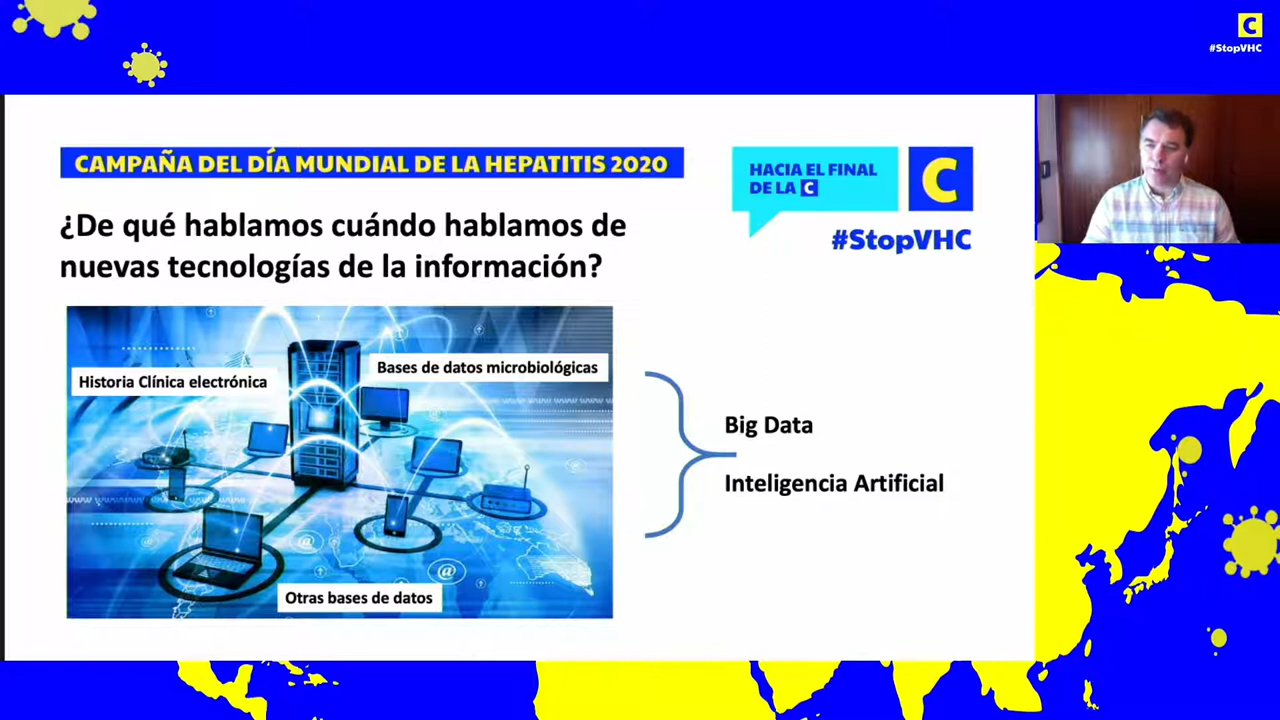 C
#StopVHC
CAMPAÑA DEL DÍA MUNDIAL DE LA HEPATITIS 2020
HACIA EL FINAL
DE LA C
C
#StopVHC
¿De qué hablamos cuándo hablamos de
nuevas tecnologías de la información?
Historia Clínica electrónica
Bases de datos microbiológicas
Otras bases de datos
Big Data
Inteligencia Artificial